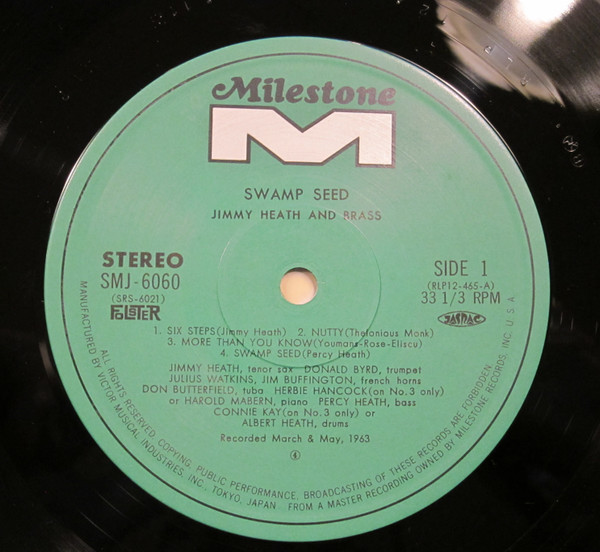 Milestone
M
SWAMP SEED
JIMMY HEATH AND BRASS
STEREO
SMJ-6060
(SRS-6021)
FOLSTER
SIDE 1
(RLP12-465-A)
33 1/3 RPM
JASRAC
1. SIX STEPS(Jimmy Heath) 2. NUTTY(Thelonious Monk)
3. MORE THAN YOU KNOW(Youmans-Rose-Eliscu)
4. SWAMP SEED(Percy Heath)
JIMMY HEATH, tenor sax DONALD BYRD, trumpet
JULIUS WATKINS, JIM BUFFINGTON, french horns
DON BUTTERFIELD, tuba HERBIE HANCOCK(on No.3 only)
or HAROLD MABERN, piano PERCY HEATH, bass
CONNIE KAY(on No.3 only) or
ALBERT HEATH, drums
Recorded March & May, 1963
4
MANUFACTURED BY VICTOR MUSICAL INDUSTRIES, INC., TOKYO, JAPAN FROM A MASTER RECORDING OWNED BY MILESTONE RECORDS, INC. U.S.A.
ALL RIGHTS RESERVED. COPYING, PUBLIC PERFORMANCE, BROADCASTING OF THESE RECORDS ARE FORBIDDEN.